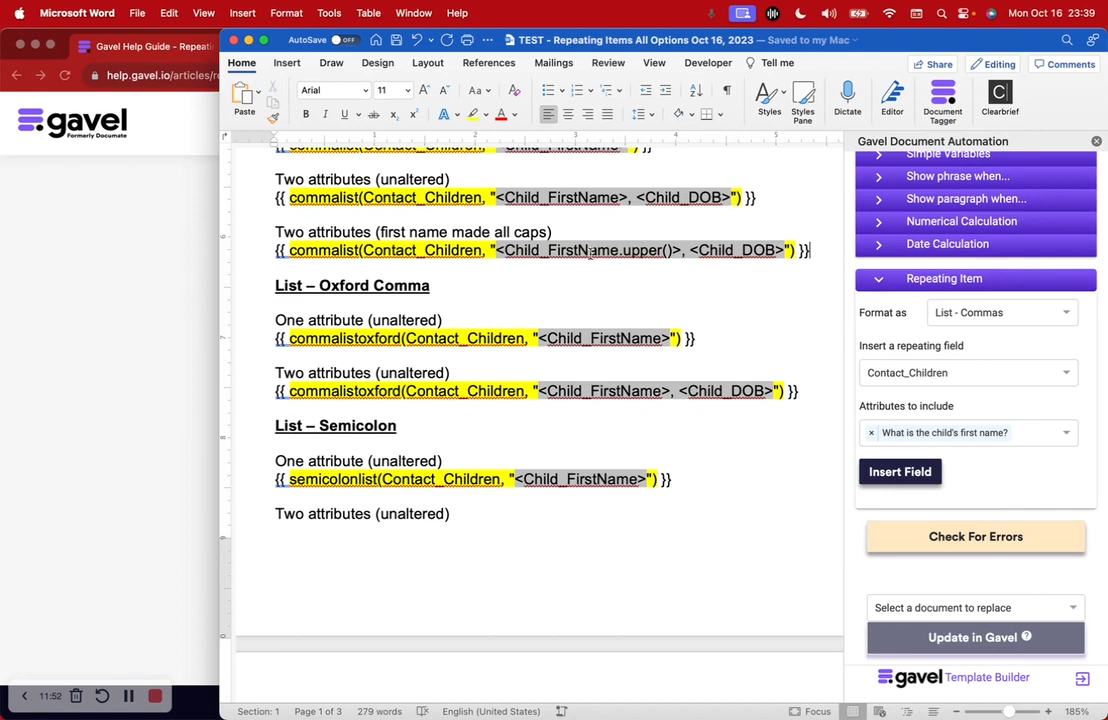 Microsoft Word File Edit View Insert Format Tools Table Window Help Mon Oct 16 23:39
Gavel Help Guide - Repeati
help.gavel.io/articles/re
gavel
Formerly Documate
AutoSave OFF TEST - Repeating Items All Options Oct 16, 2023 — Saved to my Mac
Home Insert Draw Design Layout References Mailings Review View Developer Tell me Share Editing Comments
Paste Arial 11 Styles Styles Pane Dictate Editor Document Tagger Clearbrief
{{ commalist(Contact_Children, "<Child_FirstName>") }}
Two attributes (unaltered)
{{ commalist(Contact_Children, "<Child_FirstName>, <Child_DOB>") }}
Two attributes (first name made all caps)
{{ commalist(Contact_Children, "<Child_FirstName.upper()>, <Child_DOB>") }}
List – Oxford Comma
One attribute (unaltered)
{{ commalistoxford(Contact_Children, "<Child_FirstName>") }}
Two attributes (unaltered)
{{ commalistoxford(Contact_Children, "<Child_FirstName>, <Child_DOB>") }}
List – Semicolon
One attribute (unaltered)
{{ semicolonlist(Contact_Children, "<Child_FirstName>") }}
Two attributes (unaltered)
Gavel Document Automation
Simple Variables
Show phrase when...
Show paragraph when...
Numerical Calculation
Date Calculation
Repeating Item
Format as List - Commas
Insert a repeating field
Contact_Children
Attributes to include
× What is the child's first name?
Insert Field
Check For Errors
Select a document to replace
Update in Gavel ?
gavel Template Builder
11:52
Section: 1 Page 1 of 3 279 words English (United States) Focus 185%